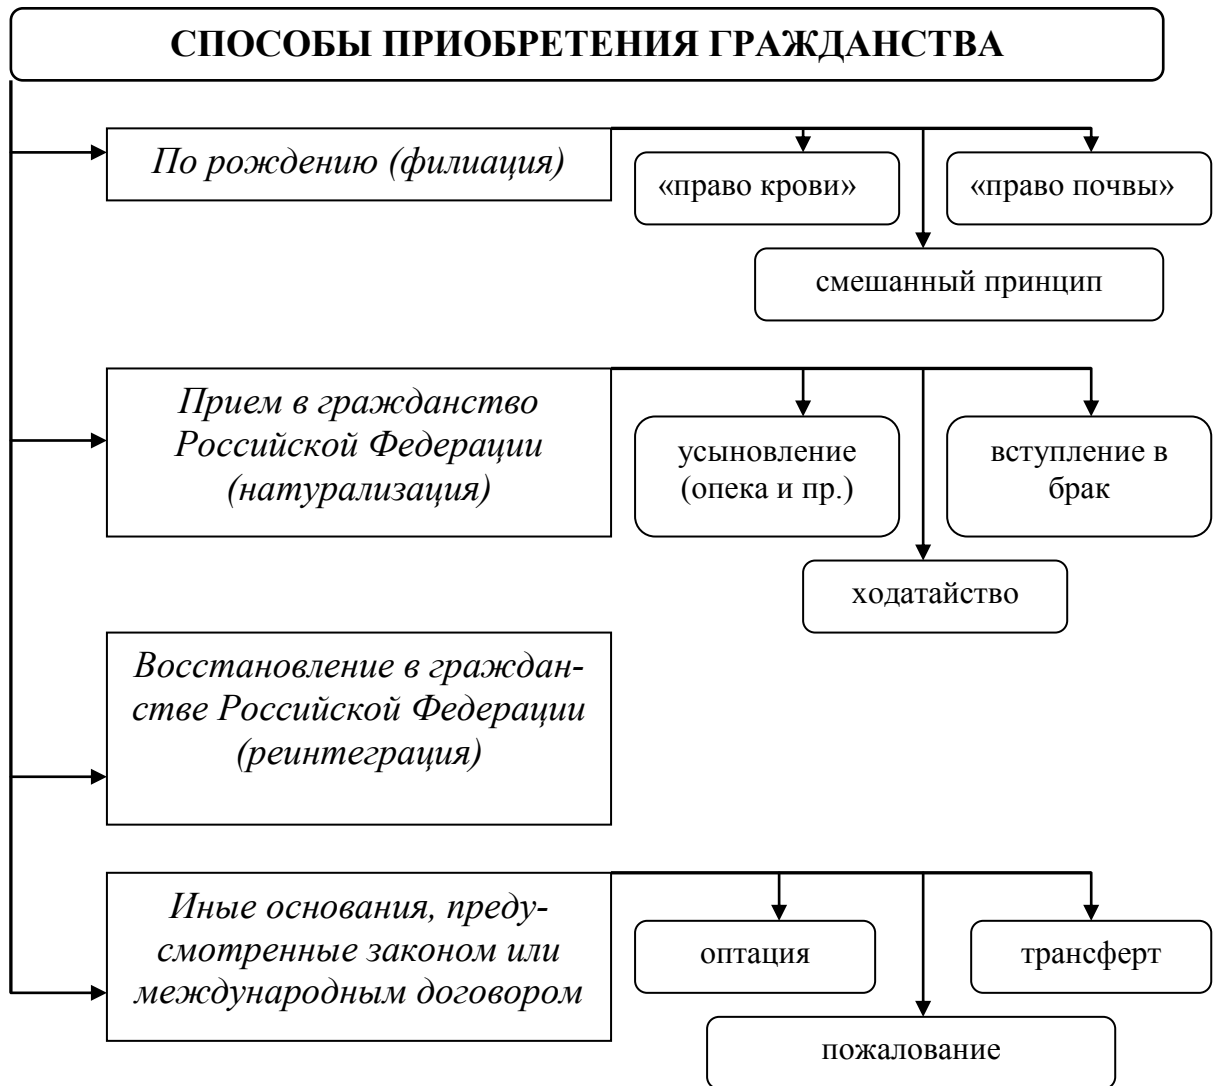 СПОСОБЫ ПРИОБРЕТЕНИЯ ГРАЖДАНСТВА
По рождению (филиация)
«право крови»
«право почвы»
смешанный принцип
Прием в гражданство
Российской Федерации
(натурализация)
усыновление
(опека и пр.)
вступление в
брак
ходатайство
Восстановление в граждан-
стве Российской Федерации
(реинтеграция)
Иные основания, преду-
смотренные законом или
международным договором
оптация
трансферт
пожалование